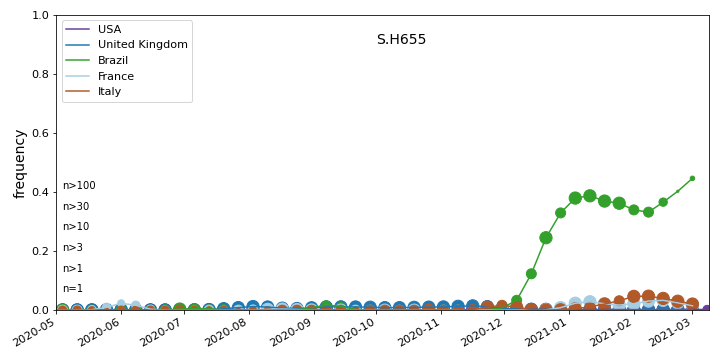 S.H655
USA
United Kingdom
Brazil
France
Italy
frequency
1.0
0.8
0.6
0.4
0.2
0.0
n>100
n>30
n>10
n>3
n>1
n=1
2020-05
2020-06
2020-07
2020-08
2020-09
2020-10
2020-11
2020-12
2021-01
2021-02
2021-03